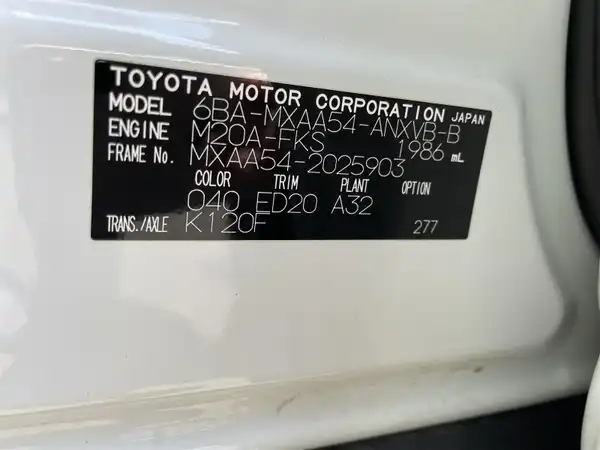 TOYOTA MOTOR CORPORATION JAPAN
MODEL 6BA-MXAA54-ANXVB-B
ENGINE M20A-FKS 1986 mL
FRAME No. MXAA54-2025903
COLOR TRIM PLANT OPTION
040 ED20 A32
TRANS./AXLE K120F 277